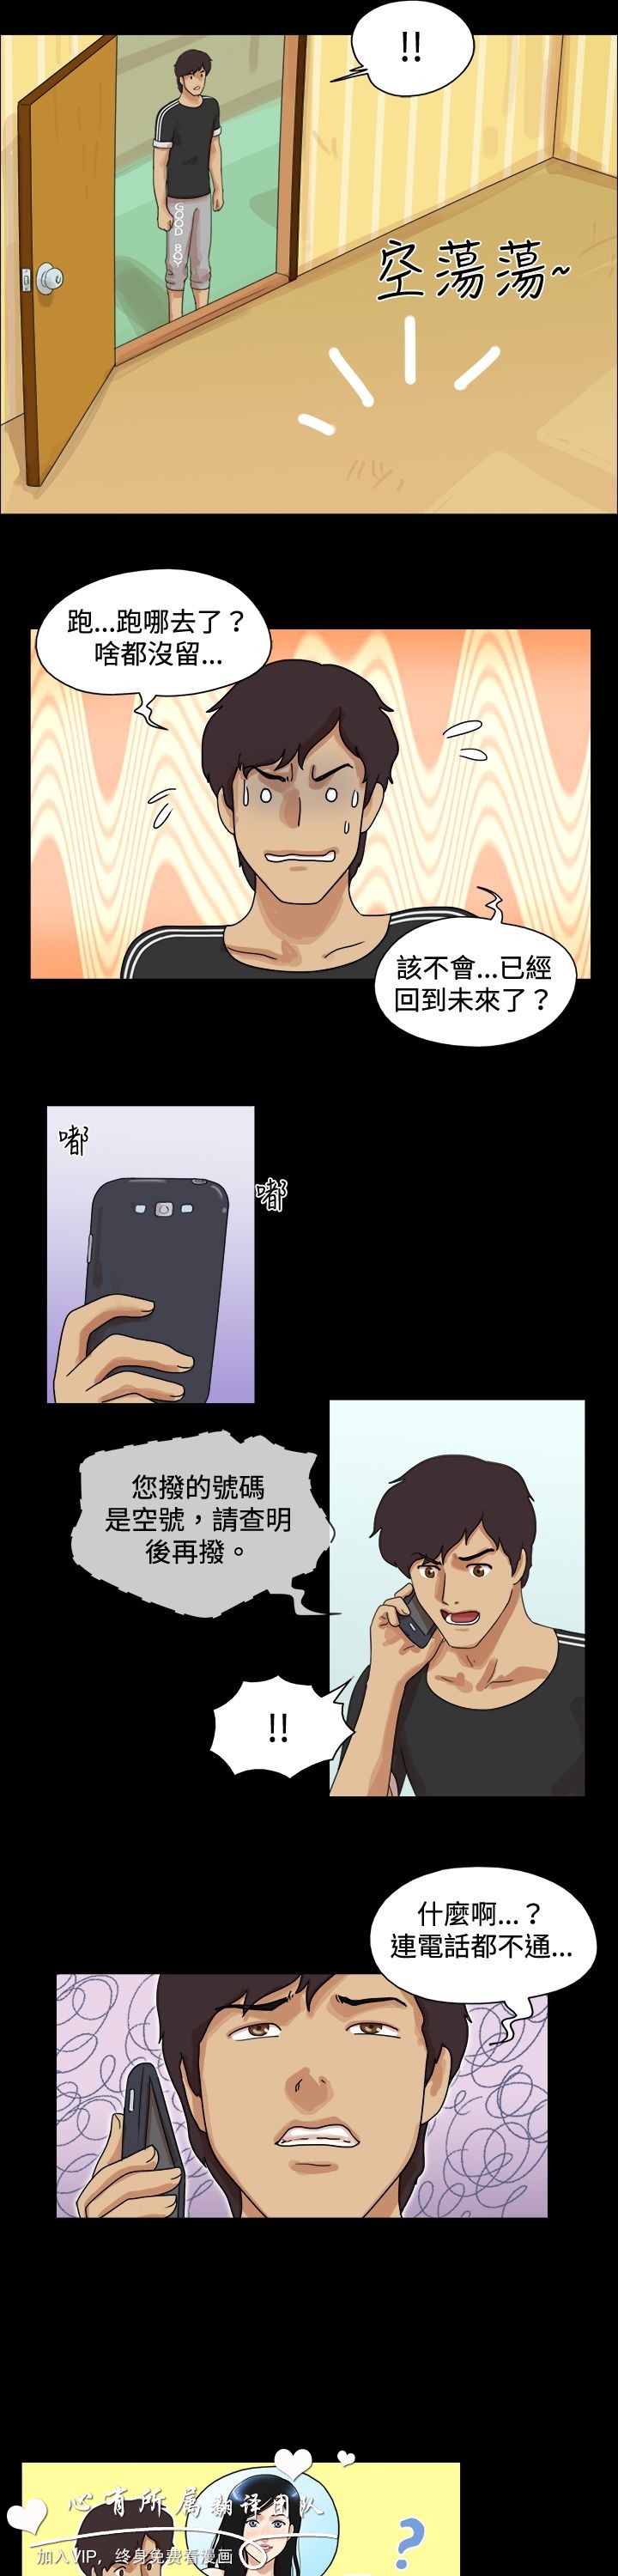 !!
GOOD BOY
空蕩蕩~
跑...跑哪去了？
啥都沒留...
該不會...已經
回到未來了？
嘟
嘟
您撥的號碼
是空號，請查明
後再撥。
!!
什麼啊...？
連電話都不通...
心有所属翻译团队
加入VIP，终身免费看漫画
?